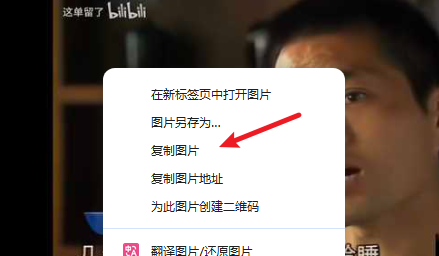 这单留了 bilibili
在新标签页中打开图片
图片另存为...
复制图片
复制图片地址
为此图片创建二维码
翻译图片/还原图片